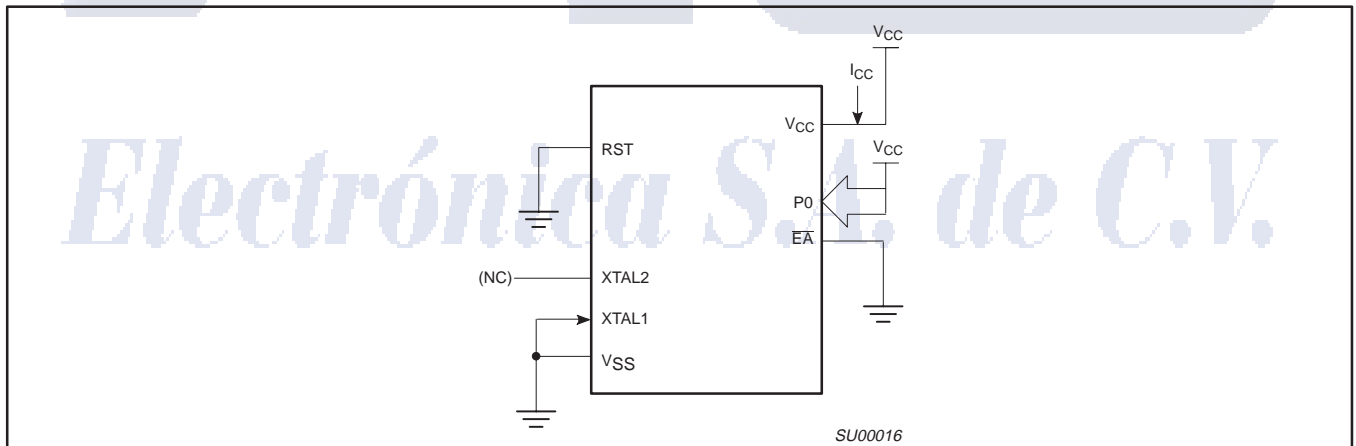 VCC
ICC
VCC
RST
VCC
P0
EA
(NC)
XTAL2
XTAL1
VSS
Electrónica S.A. de C.V.
SU00016